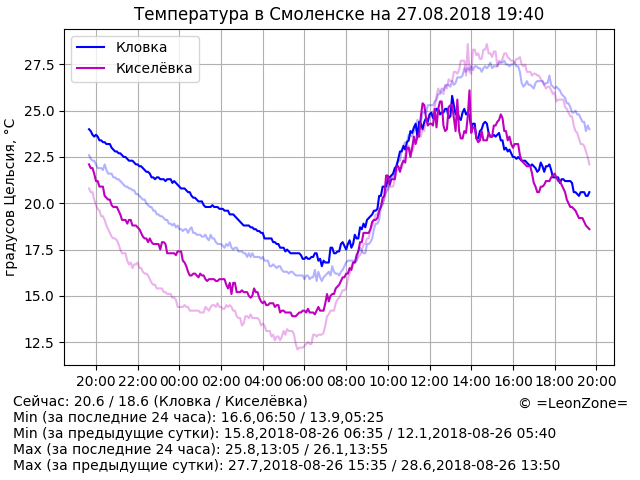 Температура в Смоленске на 27.08.2018 19:40
Кловка
Киселёвка
градусов Цельсия, °C
27.5
25.0
22.5
20.0
17.5
15.0
12.5
20:00 22:00 00:00 02:00 04:00 06:00 08:00 10:00 12:00 14:00 16:00 18:00 20:00
Сейчас: 20.6 / 18.6 (Кловка / Киселёвка)
© =LeonZone=
Min (за последние 24 часа): 16.6,06:50 / 13.9,05:25
Min (за предыдущие сутки): 15.8,2018-08-26 06:35 / 12.1,2018-08-26 05:40
Max (за последние 24 часа): 25.8,13:05 / 26.1,13:55
Max (за предыдущие сутки): 27.7,2018-08-26 15:35 / 28.6,2018-08-26 13:50